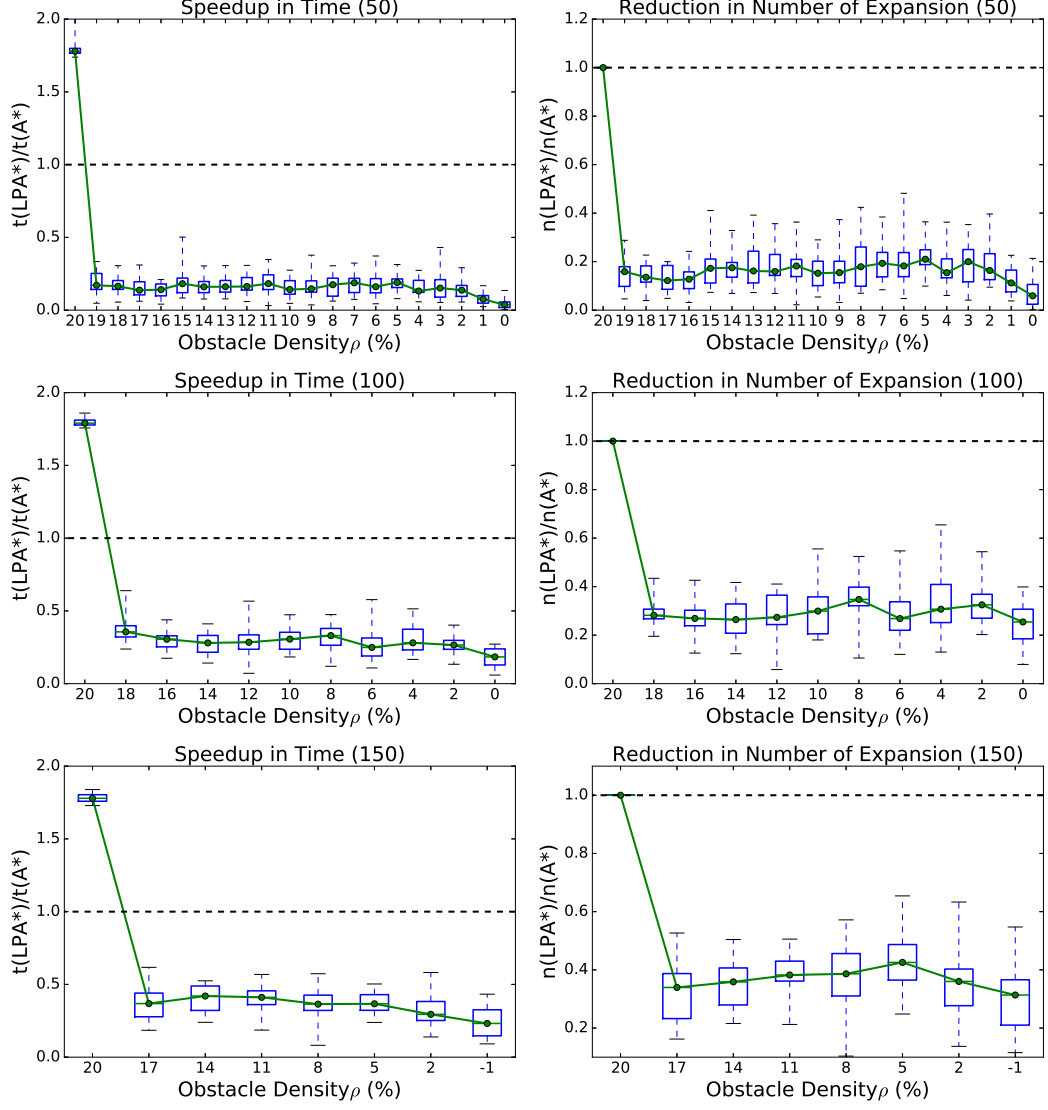 Speedup in Time (50)
2.0
1.5
1.0
0.5
0.0
t(LPA*)/t(A*)
20 19 18 17 16 15 14 13 12 11 10 9 8 7 6 5 4 3 2 1 0
Obstacle Densityρ (%)
Reduction in Number of Expansion (50)
1.2
1.0
0.8
0.6
0.4
0.2
0.0
n(LPA*)/n(A*)
20 19 18 17 16 15 14 13 12 11 10 9 8 7 6 5 4 3 2 1 0
Obstacle Densityρ (%)
Speedup in Time (100)
2.0
1.5
1.0
0.5
0.0
t(LPA*)/t(A*)
20 18 16 14 12 10 8 6 4 2 0
Obstacle Densityρ (%)
Reduction in Number of Expansion (100)
1.2
1.0
0.8
0.6
0.4
0.2
0.0
n(LPA*)/n(A*)
20 18 16 14 12 10 8 6 4 2 0
Obstacle Densityρ (%)
Speedup in Time (150)
2.0
1.5
1.0
0.5
0.0
t(LPA*)/t(A*)
20 17 14 11 8 5 2 -1
Obstacle Densityρ (%)
Reduction in Number of Expansion (150)
1.0
0.8
0.6
0.4
0.2
n(LPA*)/n(A*)
20 17 14 11 8 5 2 -1
Obstacle Densityρ (%)